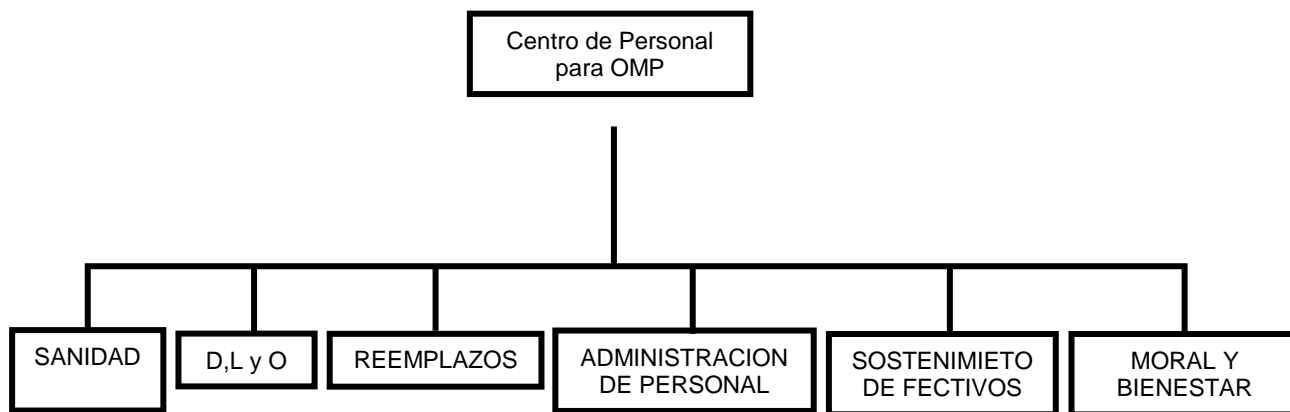 Centro de Personal
para OMP
SANIDAD
D,L y O
REEMPLAZOS
ADMINISTRACION
DE PERSONAL
SOSTENIMIETO
DE FECTIVOS
MORAL Y
BIENESTAR